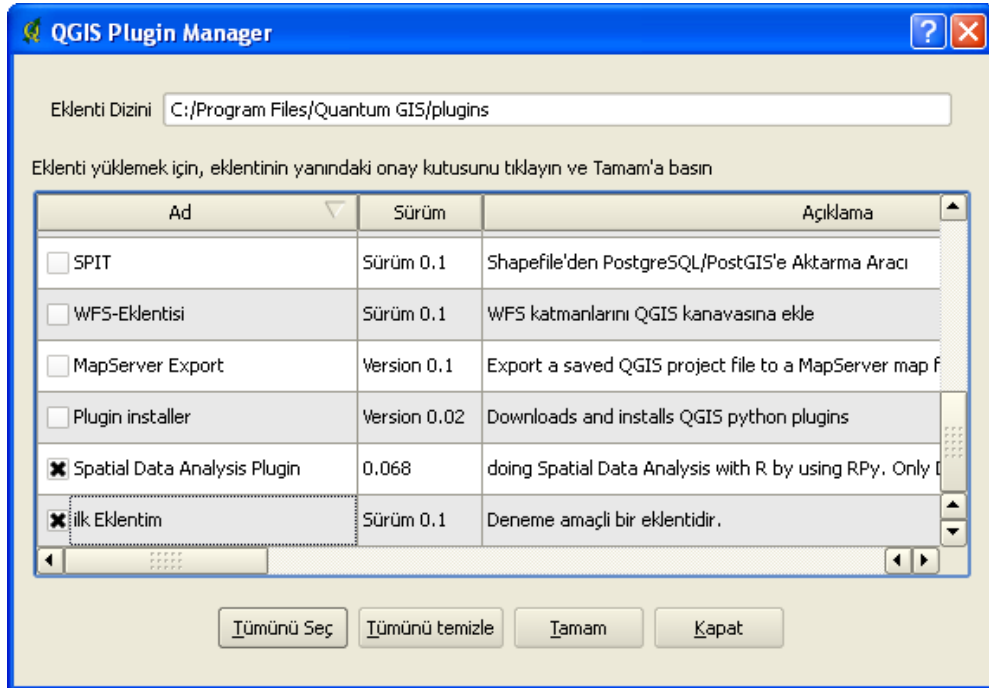 QGIS Plugin Manager
Eklenti Dizini C:/Program Files/Quantum GIS/plugins
Eklenti yüklemek için, eklentinin yanındaki onay kutusunu tıklayın ve Tamam'a basın
Ad Sürüm Açıklama
SPIT Sürüm 0.1 Shapefile'den PostgreSQL/PostGIS'e Aktarma Aracı
WFS-Eklentisi Sürüm 0.1 WFS katmanlarını QGIS kanavasına ekle
MapServer Export Version 0.1 Export a saved QGIS project file to a MapServer map f
Plugin installer Version 0.02 Downloads and installs QGIS python plugins
Spatial Data Analysis Plugin 0.068 doing Spatial Data Analysis with R by using RPy. Only
ilk Eklentim Sürüm 0.1 Deneme amaçli bir eklentidir.
Tümünü Seç Tümünü temizle Tamam Kapat